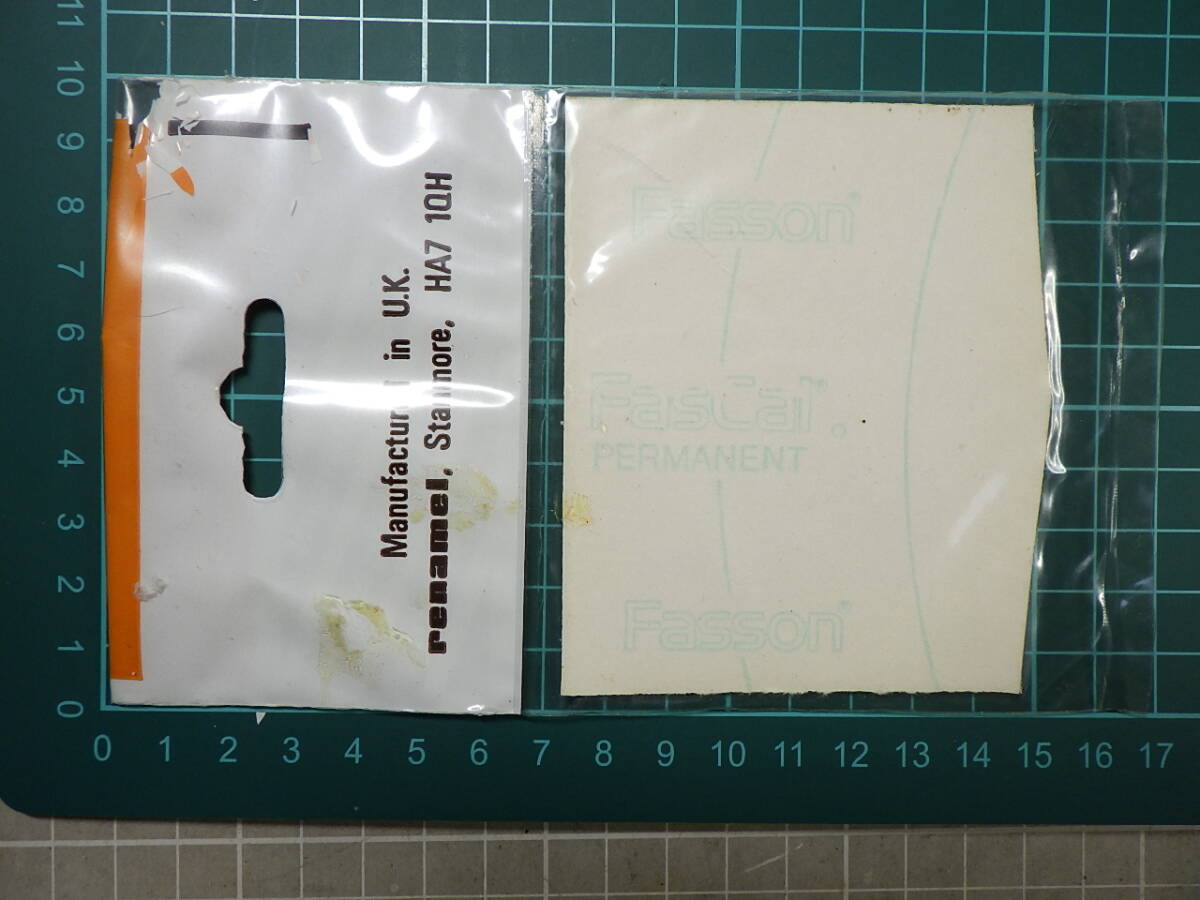 Manufactured in U.K.
renamel, Stanmore, HA7 1QH
Fasson®
FasCal™
PERMANENT
Fasson®
11
10
9
8
7
6
5
4
3
2
1
0
0 1 2 3 4 5 6 7 8 9 10 11 12 13 14 15 16 17